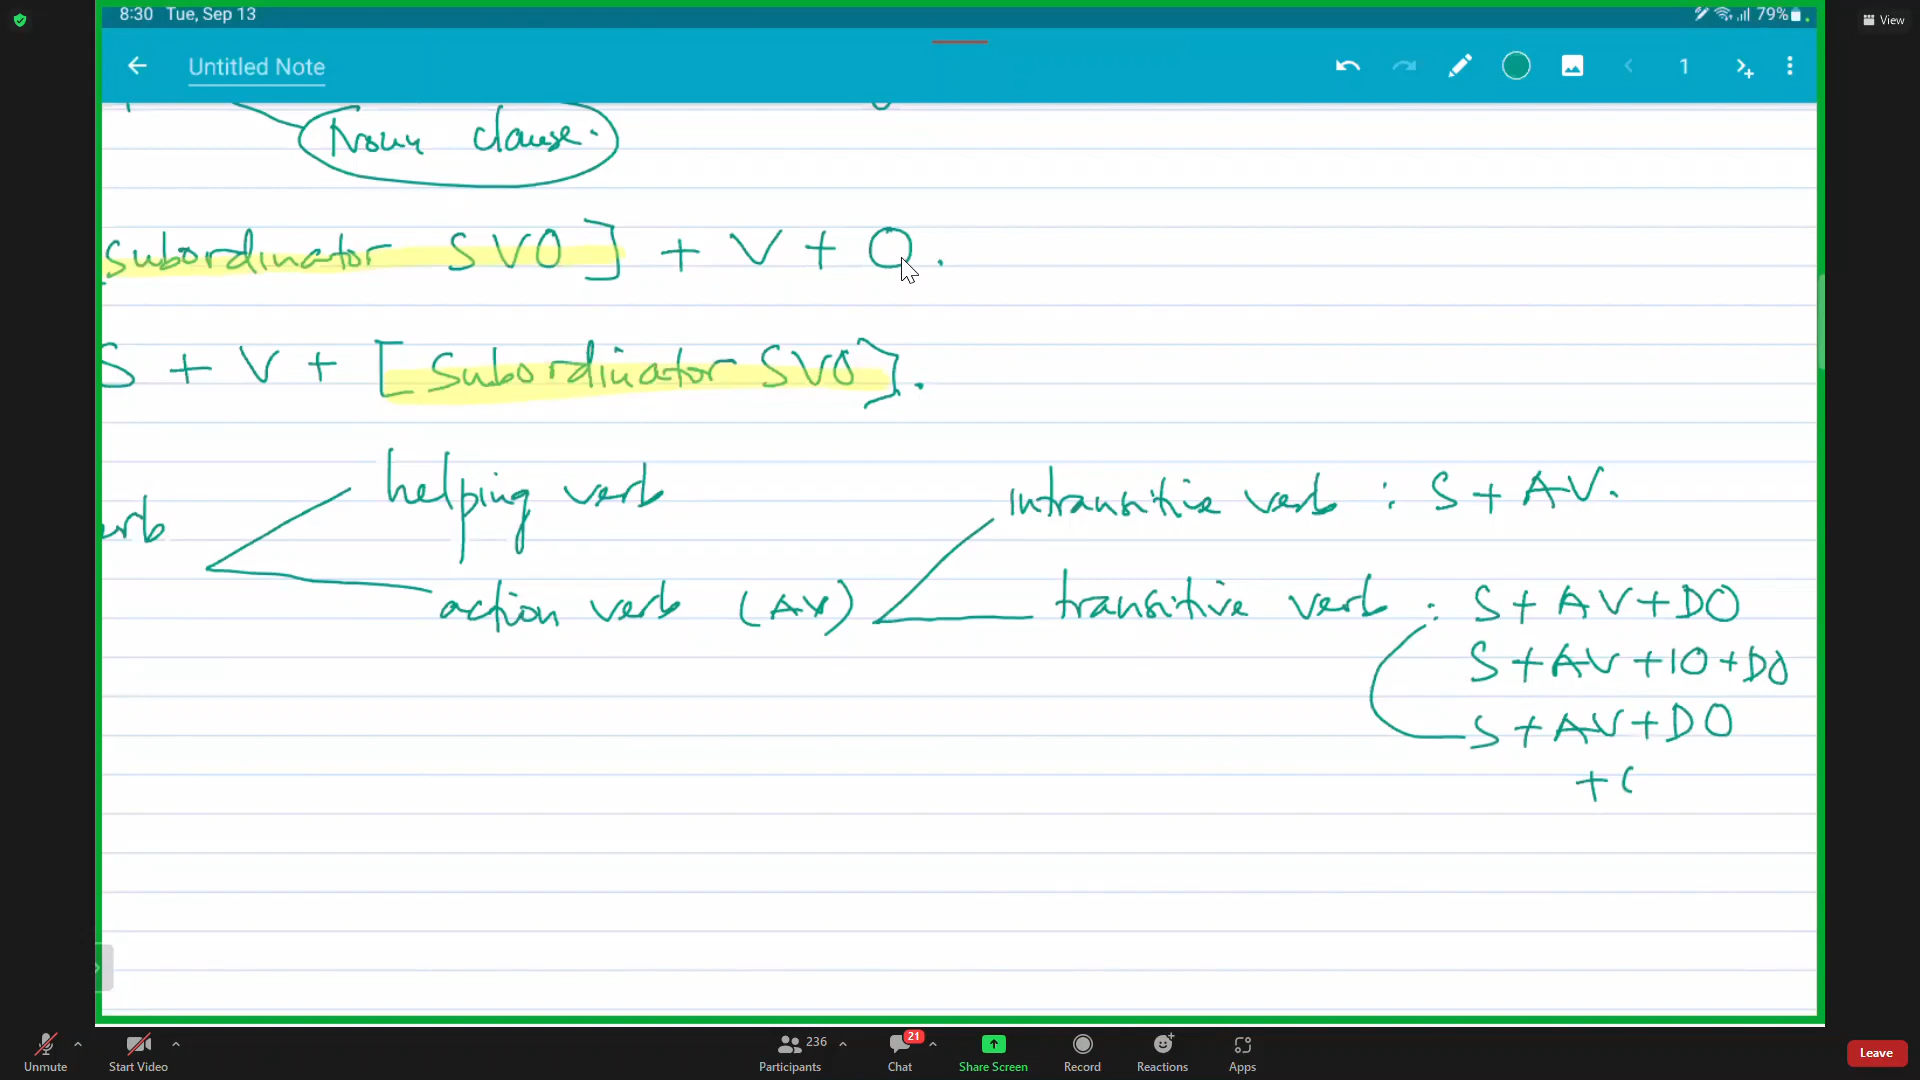 8:30 Tue, Sep 13 79%
View
Untitled Note
1
Noun clause.
subordinator SVO] + V + O.
S + V + [Subordinator SVO].
helping verb
intransitive verb : S + AV.
erb
action verb (AV)
transitive verb : S + AV + DO
S + AV + IO + DO
S + AV + DO
+ C
236
21
Unmute
Start Video
Participants
Chat
Share Screen
Record
Reactions
Apps
Leave